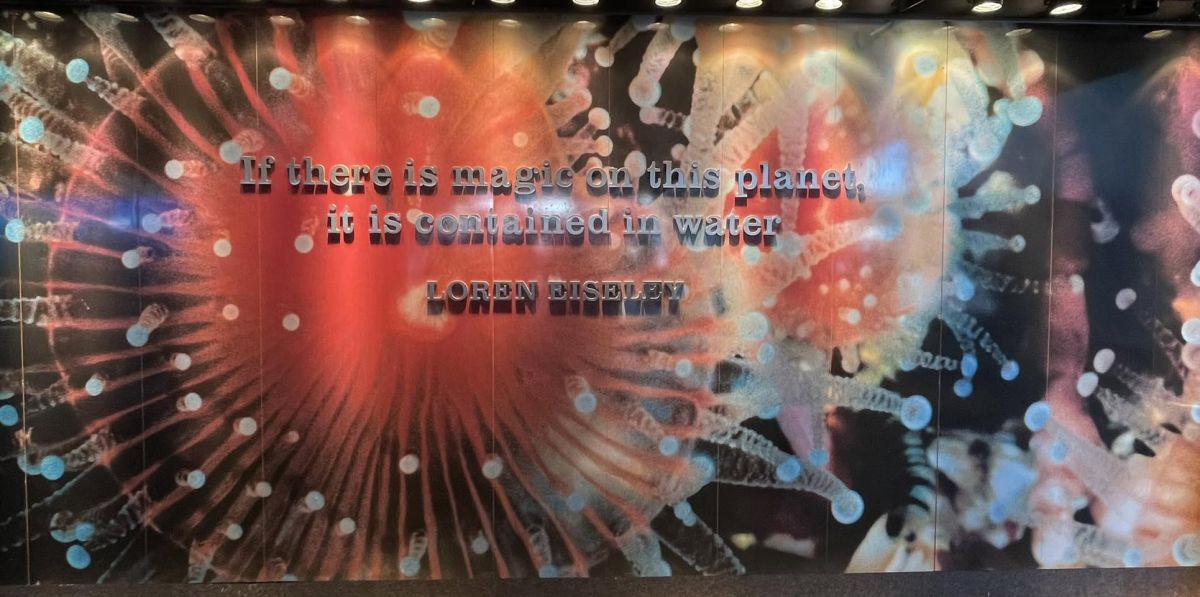 If there is magic on this planet,
it is contained in water
LOREN EISELEY